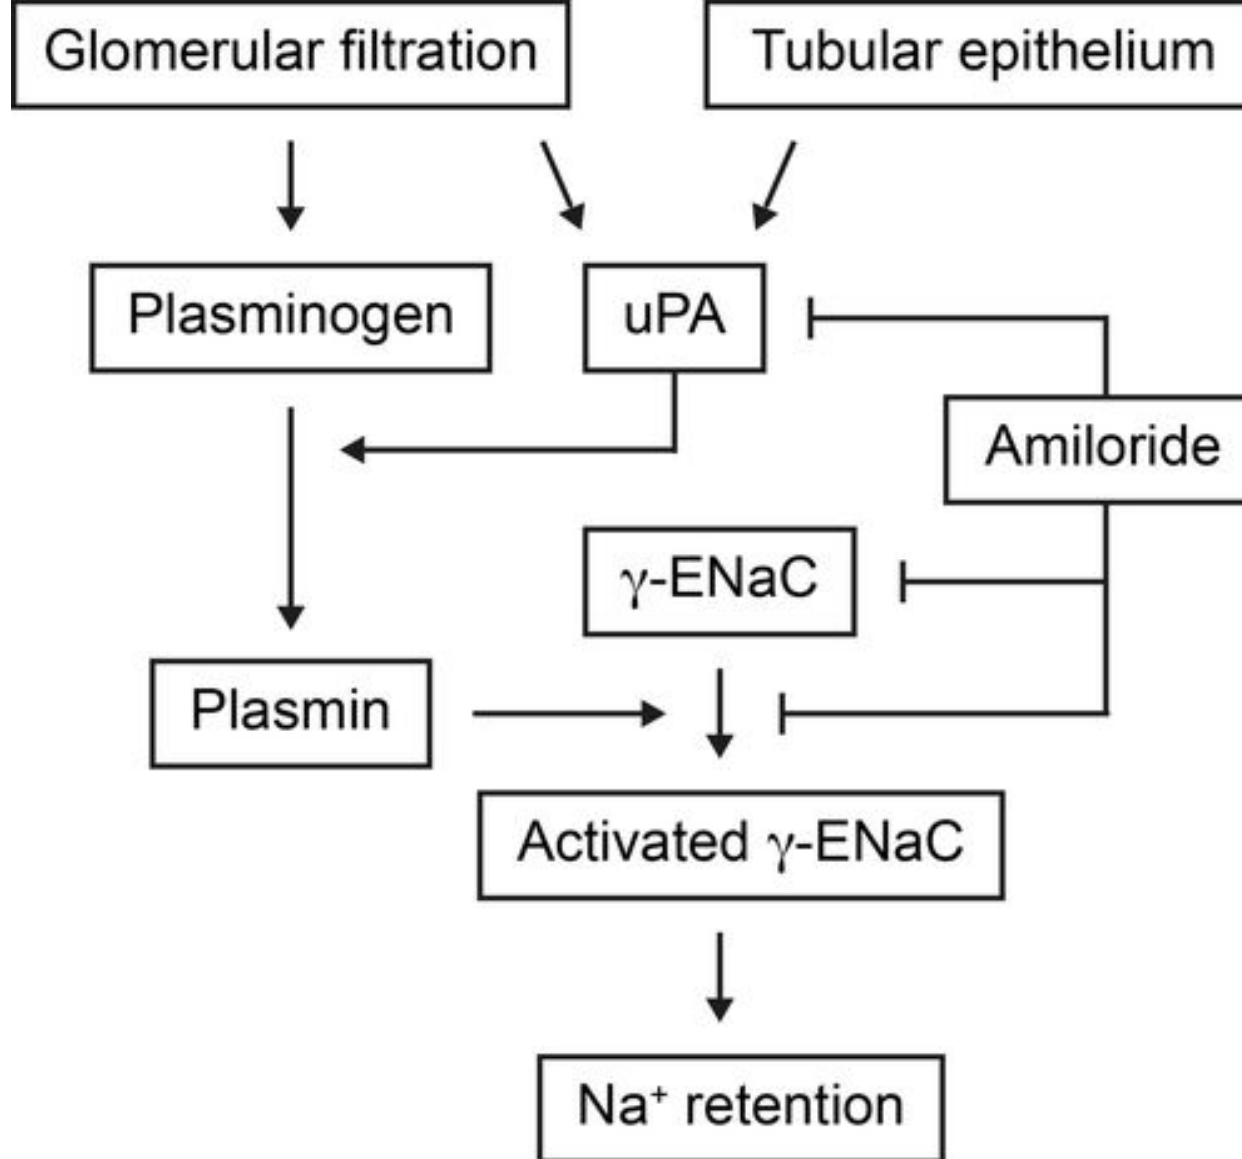 Glomerular filtration
Tubular epithelium
Plasminogen
uPA
Amiloride
γ-ENaC
Plasmin
Activated γ-ENaC
Na⁺ retention